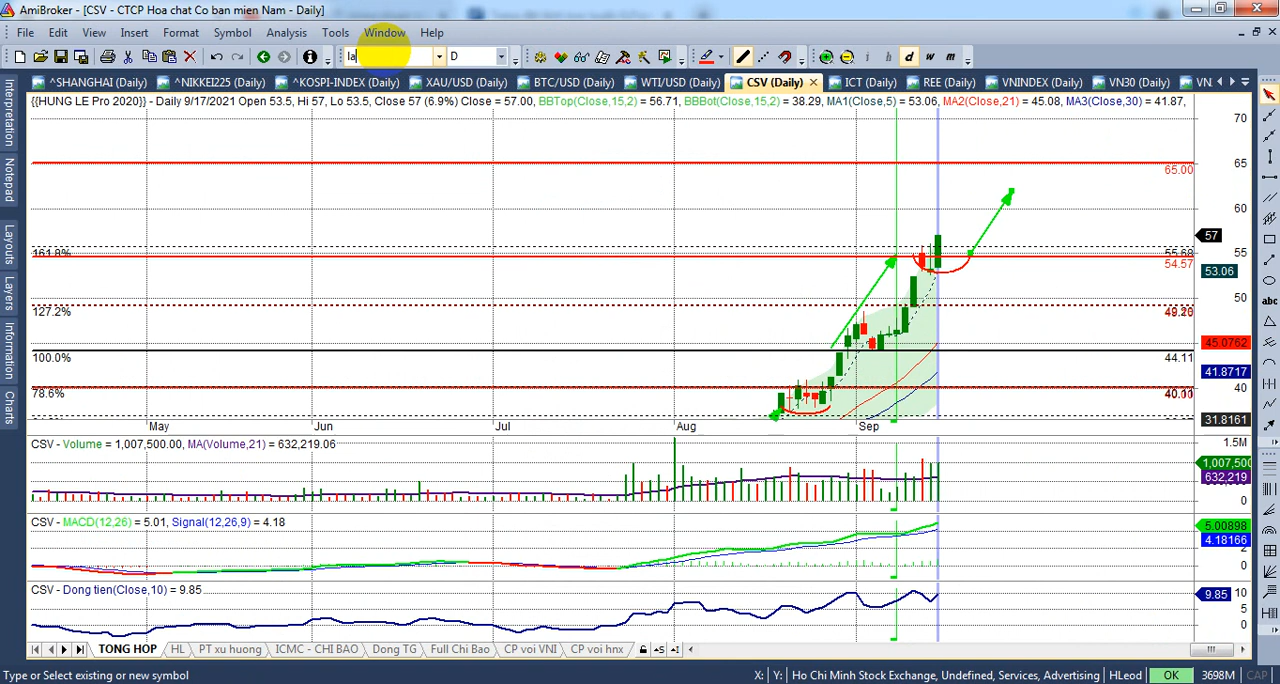 AmiBroker - [CSV - CTCP Hoa chat Co ban mien Nam - Daily]
File Edit View Insert Format Symbol Analysis Tools Window Help
la D i d w m
^SHANGHAI (Daily) ^NIKKEI225 (Daily) ^KOSPI-INDEX (Daily) XAU/USD (Daily) BTC/USD (Daily) WTI/USD (Daily) CSV (Daily) ICT (Daily) REE (Daily) VNINDEX (Daily) VN30 (Daily) VN
{{HUNG LE Pro 2020}} - Daily 9/17/2021 Open 53.5, Hi 57, Lo 53.5, Close 57 (6.9%) Close = 57.00, BBTop(Close,15,2) = 56.71, BBBot(Close,15,2) = 38.29, MA1(Close,5) = 53.06, MA2(Close,21) = 45.08, MA3(Close,30) = 41.87,
Interpretation
Notepad
Layouts
Layers
Information
Charts
70
65
65.00
60
57
55
161.8%
55.68
54.57
53.06
50
127.2%
49.20
45.0762
100.0%
44.11
41.8717
40
78.6%
31.8161
May Jun Jul Aug Sep
abc
CSV - Volume = 1,007,500.00, MA(Volume,21) = 632,219.06
1.5M
1,007,500
632,219
0
CSV - MACD(12,26) = 5.01, Signal(12,26,9) = 4.18
5.00898
4.18166
2
0
CSV - Dong tien(Close,10) = 9.85
9.85
10
5
0
TONG HOP HL PT xu huong ICMC - CHI BAO Dong TG Full Chi Bao CP voi VNI CP voi hnx
Type or Select existing or new symbol X: Y: Ho Chi Minh Stock Exchange, Undefined, Services, Advertising HLeod OK 3698M CAP